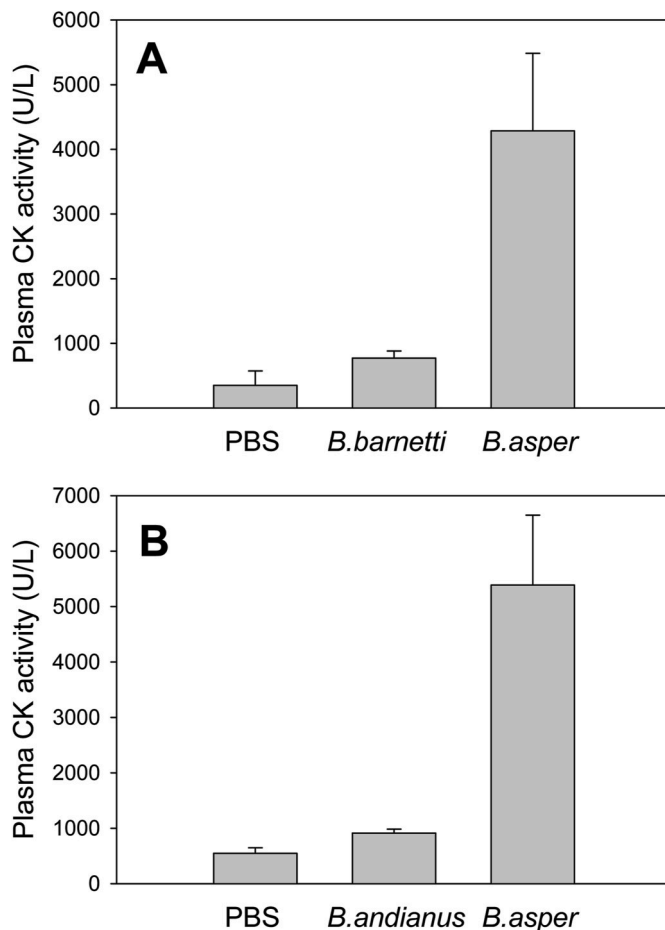 A
Plasma CK activity (U/L)
6000
5000
4000
3000
2000
1000
0
PBS B.barnetti B.asper
B
Plasma CK activity (U/L)
7000
6000
5000
4000
3000
2000
1000
0
PBS B.andianus B.asper